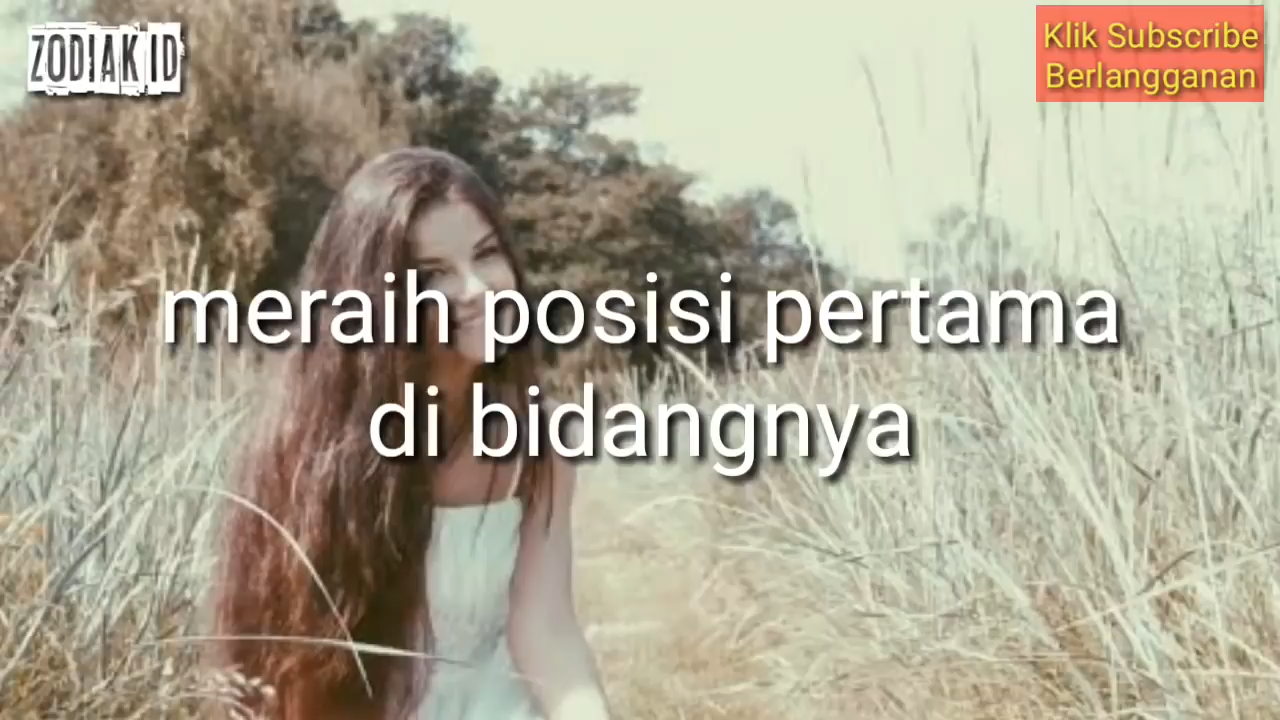 ZODIAK ID
Klik Subscribe
Berlangganan
meraih posisi pertama
di bidangnya